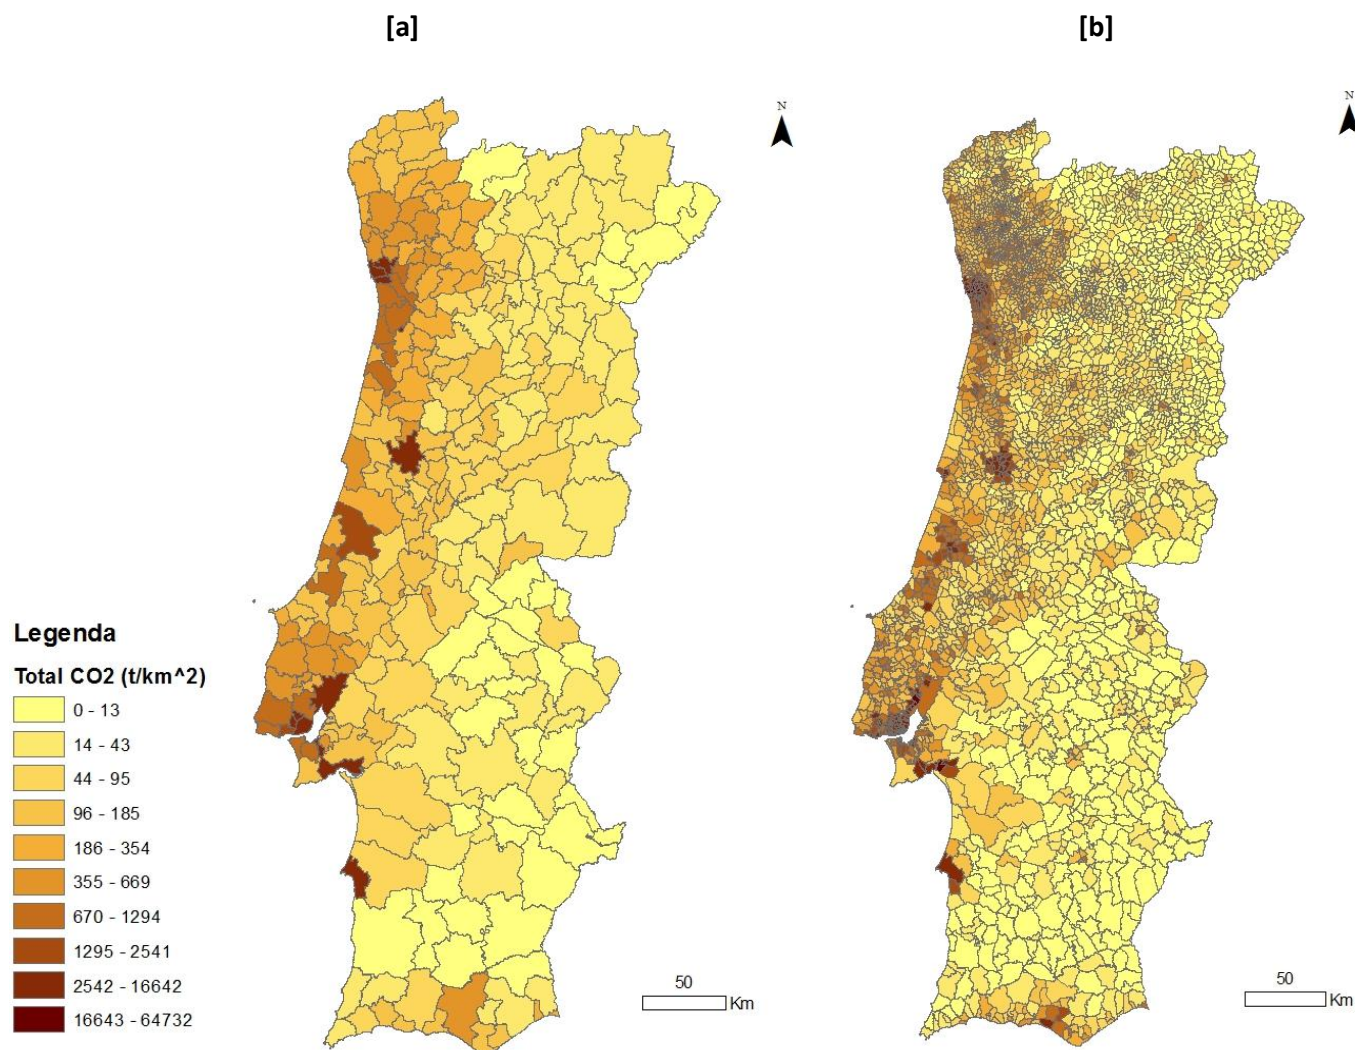 [a]
[b]
N
N
Legenda
Total CO2 (t/km^2)
0 - 13
14 - 43
44 - 95
96 - 185
186 - 354
355 - 669
670 - 1294
1295 - 2541
2542 - 16642
16643 - 64732
50
Km
50
Km